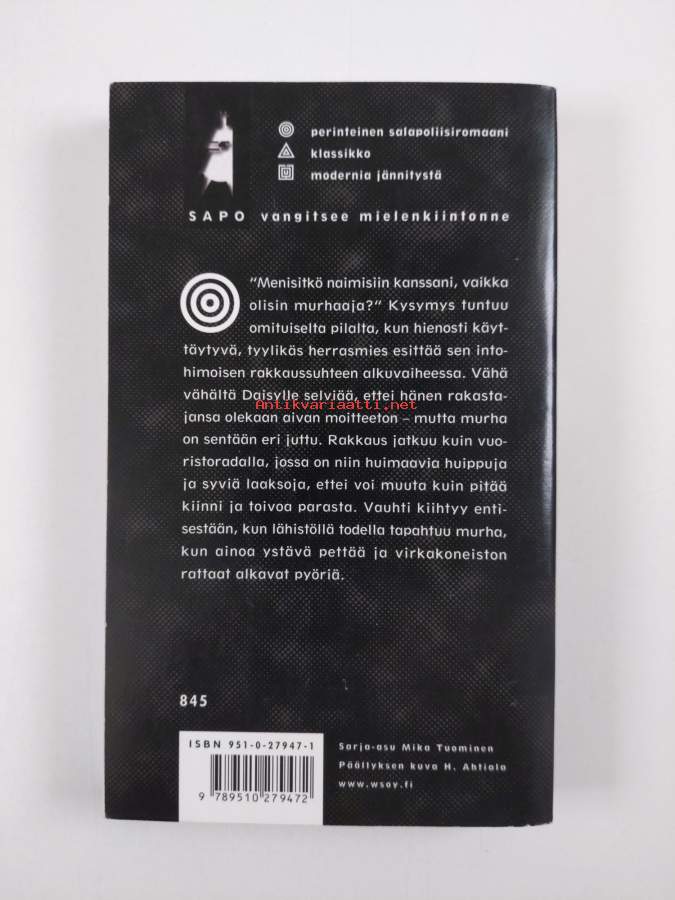 perinteinen salapoliisiromaani
klassikko
modernia jännitystä
SAPO vangitsee mielenkiintonne
"Menisitkö naimisiin kanssani, vaikka
olisin murhaaja?" Kysymys tuntuu
omituiselta pilalta, kun hienosti käyt-
täytyvä, tyylikäs herrasmies esittää sen into-
himoisen rakkaussuhteen alkuvaiheessa. Vähä
vähältä Daisylle selviää, ettei hänen rakasta-
Antikvariaatti.net
jansa olekaan aivan moitteeton – mutta murha
on sentään eri juttu. Rakkaus jatkuu kuin vuo-
ristoradalla, jossa on niin huimaavia huippuja
ja syviä laaksoja, ettei voi muuta kuin pitää
kiinni ja toivoa parasta. Vauhti kiihtyy enti-
sestään, kun lähistöllä todella tapahtuu murha,
kun ainoa ystävä pettää ja virkakoneiston
rattaat alkavat pyöriä.
845
ISBN 951-0-27947-1
9 789510 279472
Sarja-asu Mika Tuominen
Päällyksen kuva H. Ahtiala
www.wsoy.fi